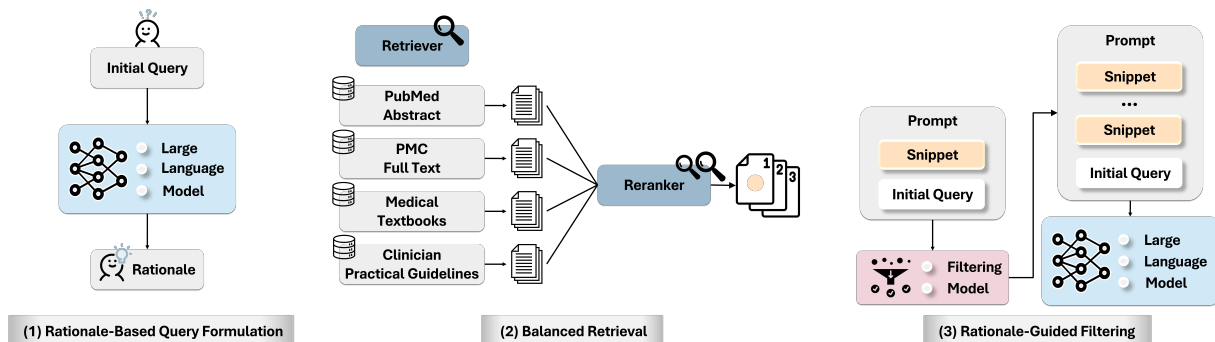 Initial Query
Large
Language
Model
Rationale
(1) Rationale-Based Query Formulation
Retriever
PubMed
Abstract
PMC
Full Text
Medical
Textbooks
Clinician
Practical Guidelines
Reranker
1
2
3
(2) Balanced Retrieval
Prompt
Snippet
Initial Query
Filtering
Model
Prompt
Snippet
...
Snippet
Initial Query
Large
Language
Model
(3) Rationale-Guided Filtering